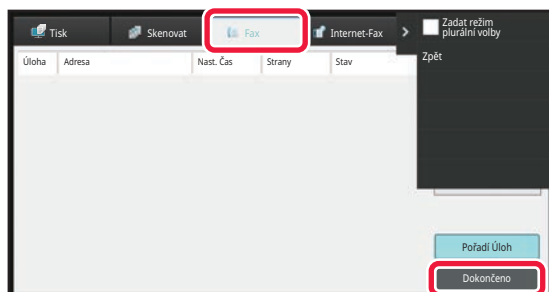 Tisk
Skenovat
Fax
Internet-Fax
Zadat režim
plurální volby
Zpět
Úloha
Adresa
Nast. Čas
Strany
Stav
Pořadí Úloh
Dokončeno